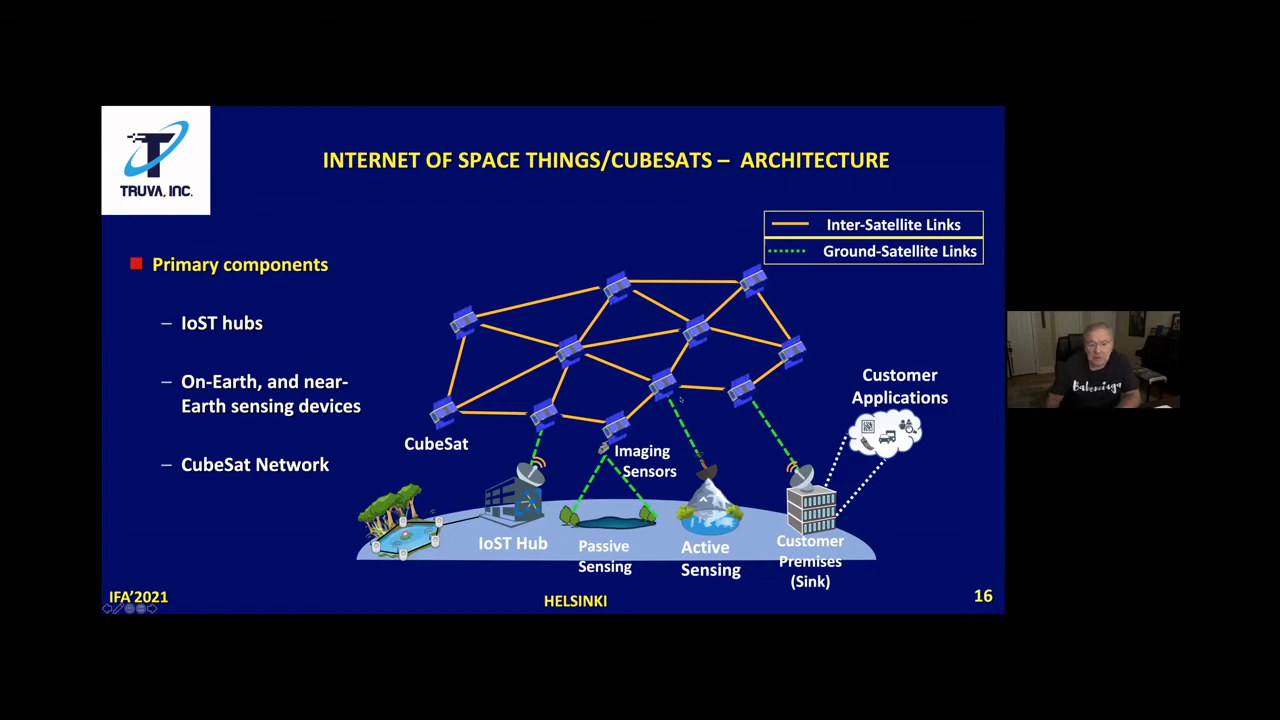 TRUVA, INC.
INTERNET OF SPACE THINGS/CUBESATS – ARCHITECTURE
Inter-Satellite Links
Ground-Satellite Links
Primary components
– IoST hubs
– On-Earth, and near-
Earth sensing devices
– CubeSat Network
CubeSat
Imaging
Sensors
Customer
Applications
IoST Hub
Passive
Sensing
Active
Sensing
Customer
Premises
(Sink)
IFA’2021
HELSINKI
16
Babenciaga